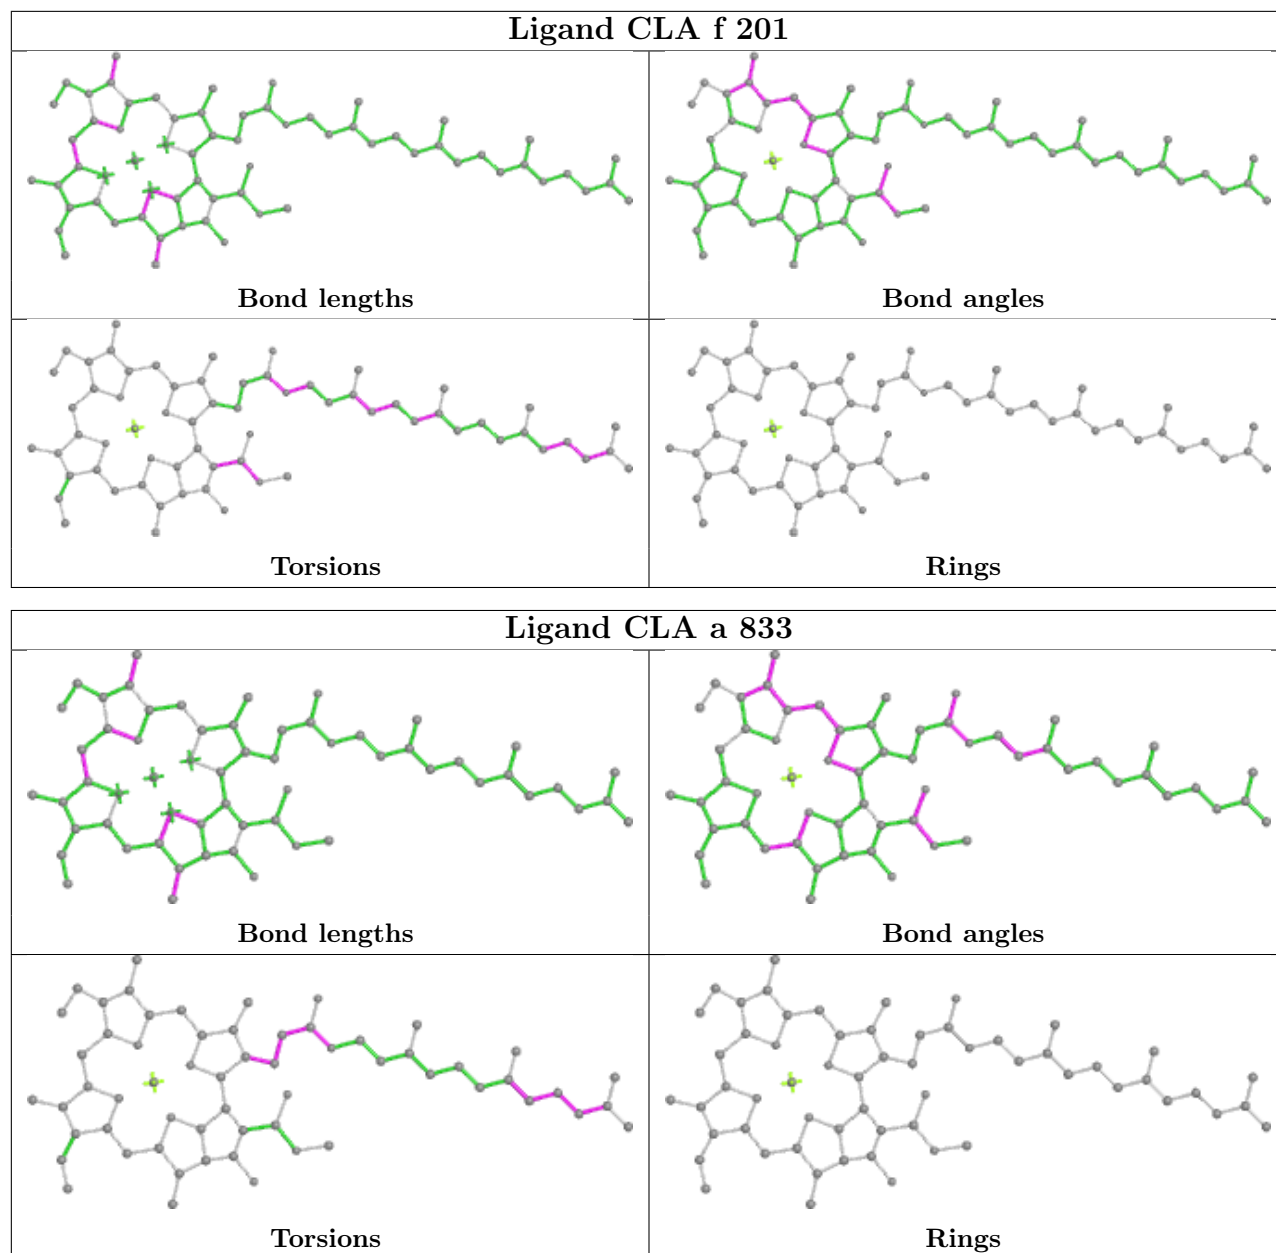 Ligand CLA f 201
Bond lengths
Bond angles
Torsions
Rings
Ligand CLA a 833
Bond lengths
Bond angles
Torsions
Rings